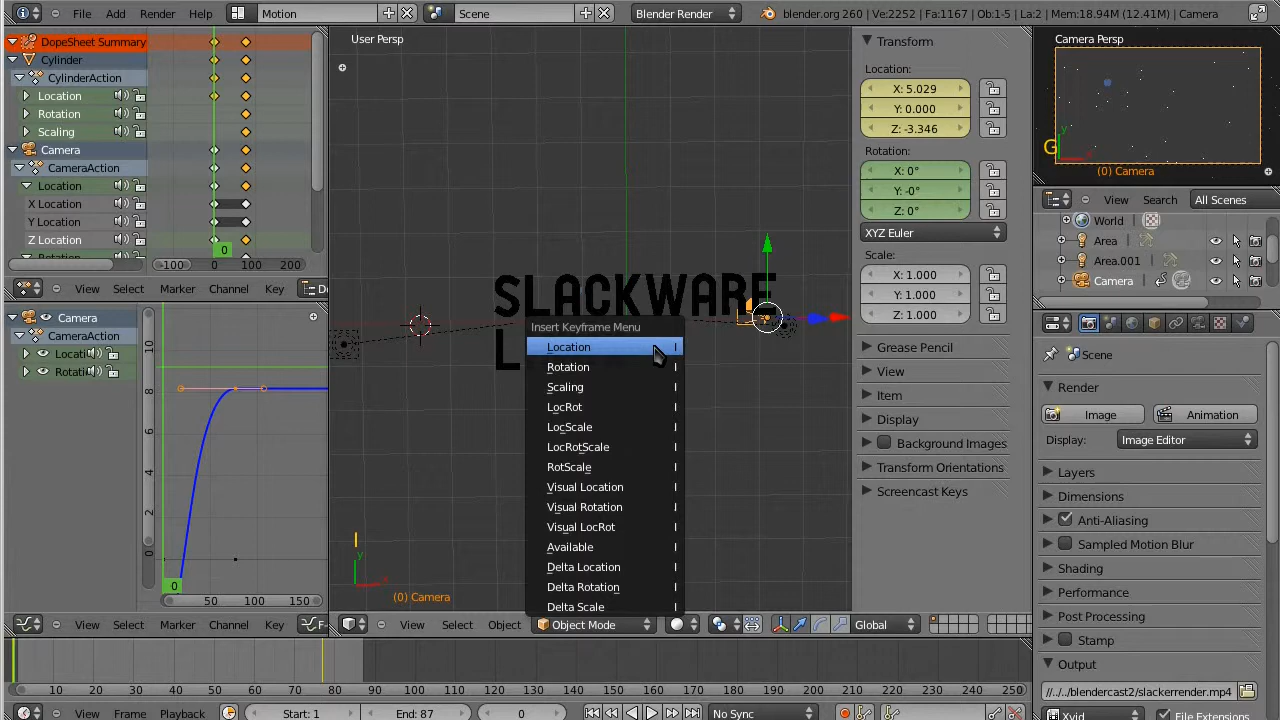 File Add Render Help Motion Scene Blender Render blender.org 260 | Ve:2252 | Fa:1167 | Ob:1-5 | La:2 | Mem:18.94M (12.41M) | Camera
DopeSheet Summary
Cylinder
CylinderAction
Location
Rotation
Scaling
Camera
CameraAction
Location
X Location
Y Location
Z Location
0
-100 0 100 200
View Select Marker Channel Key
Camera
CameraAction
Locati
Rotati
10
8
6
4
2
0
0
50 100 150
View Select Marker Channel Key
User Persp
SLACKWARE
L
Insert Keyframe Menu
Location I
Rotation I
Scaling I
LocRot I
LocScale I
LocRotScale I
RotScale I
Visual Location I
Visual Rotation I
Visual LocRot I
Available I
Delta Location I
Delta Rotation I
Delta Scale I
y
x
(0) Camera
View Select Object Object Mode Global
Transform
Location:
X: 5.029
Y: 0.000
Z: -3.346
Rotation:
X: 0°
Y: -0°
Z: 0°
XYZ Euler
Scale:
X: 1.000
Y: 1.000
Z: 1.000
Grease Pencil
View
Item
Display
Background Images
Transform Orientations
Screencast Keys
Camera Persp
G
y
x
(0) Camera
View Search All Scenes
World
Area
Area.001
Camera
Scene
Render
Image Animation
Display: Image Editor
Layers
Dimensions
Anti-Aliasing
Sampled Motion Blur
Shading
Performance
Post Processing
Stamp
Output
//../../blendercast2/slackerrender.mp4
Xvid File Extensions
10 20 30 40 50 60 70 80 90 100 110 120 130 140 150 160 170 180 190 200 210 220 230 240 250
View Frame Playback Start: 1 End: 87 0 No Sync